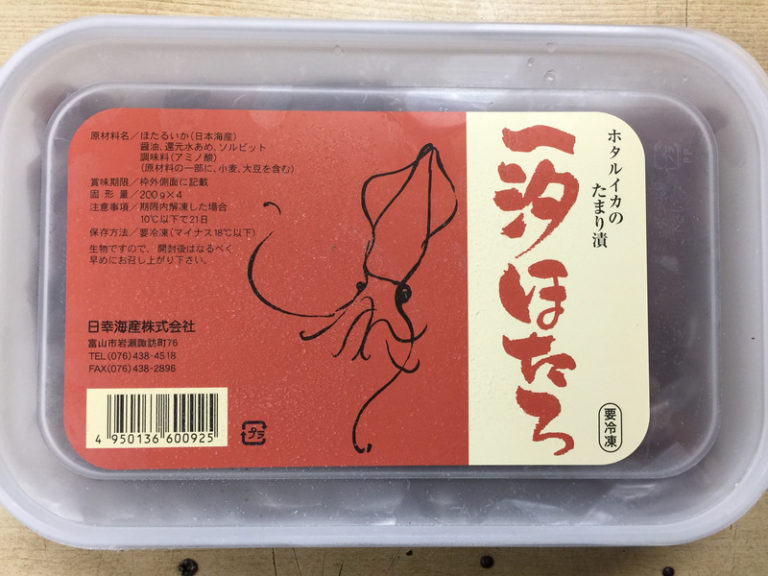 ホタルイカの
たまり漬
一汐ほたろ
要冷凍
原材料名／ほたるいか(日本海産)
醤油、還元水あめ、ソルビット
調味料(アミノ酸)
(原材料の一部に、小麦、大豆を含む)
賞味期限／枠外側面に記載
固形量／200g×4
注意事項／期限内解凍した場合
10℃以下で21日
保存方法／要冷凍(マイナス18℃以下)
生物ですので、開封後はなるべく
早めにお召し上がり下さい。
日幸海産株式会社
富山市岩瀬諏訪町76
TEL(076)438-4518
FAX(076)438-2896
4 950136 600925
プラ